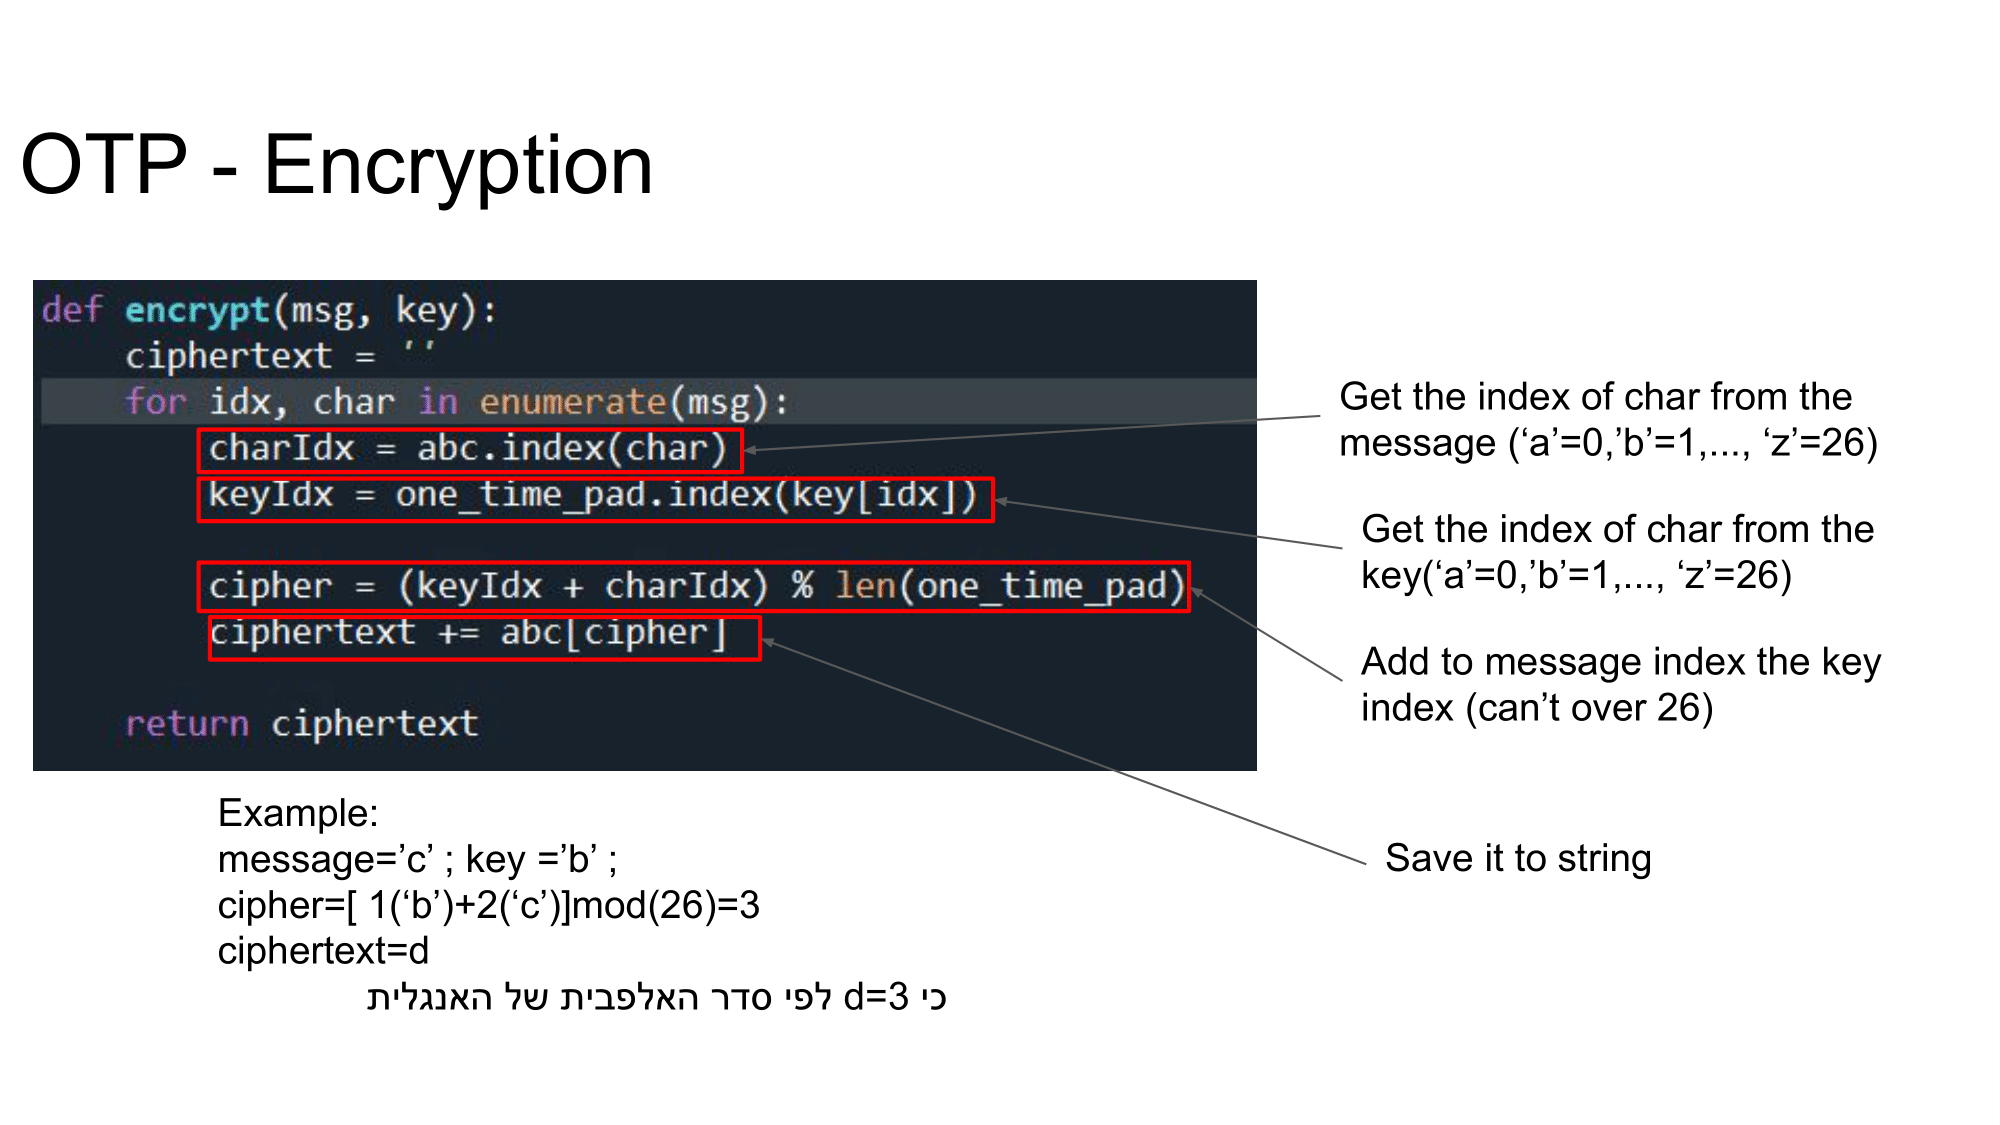 OTP - Encryption
def encrypt(msg, key):
    ciphertext = ''
    for idx, char in enumerate(msg):
        charIdx = abc.index(char)
        keyIdx = one_time_pad.index(key[idx])
        cipher = (keyIdx + charIdx) % len(one_time_pad)
        ciphertext += abc[cipher]
    return ciphertext
Get the index of char from the
message (‘a’=0,’b’=1,..., ‘z’=26)
Get the index of char from the
key(‘a’=0,’b’=1,..., ‘z’=26)
Add to message index the key
index (can’t over 26)
Save it to string
Example:
message=’c’ ; key =’b’ ;
cipher=[ 1(‘b’)+2(‘c’)]mod(26)=3
ciphertext=d
כי d=3 לפי סדר האלפבית של האנגלית